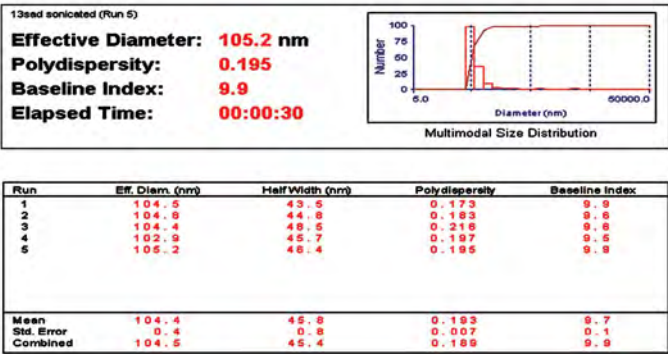 13sed sonicated (Run 5)
Effective Diameter: 105.2 nm
Polydispersity: 0.195
Baseline Index: 9.9
Elapsed Time: 00:00:30
100
75
50
25
0
Number
5.0 50000.0
Diameter (nm)
Multimodal Size Distribution
Run Eff. Diam. (nm) Half Width (nm) Polydispersity Baseline Index
1 104.5 43.5 0.173 9.9
2 104.8 44.8 0.183 9.6
3 104.4 48.5 0.216 9.8
4 102.9 45.7 0.197 9.5
5 105.2 46.4 0.195 9.9
Mean 104.4 45.8 0.193 9.7
Std. Error 0.4 0.8 0.007 0.1
Combined 104.5 45.4 0.189 9.9